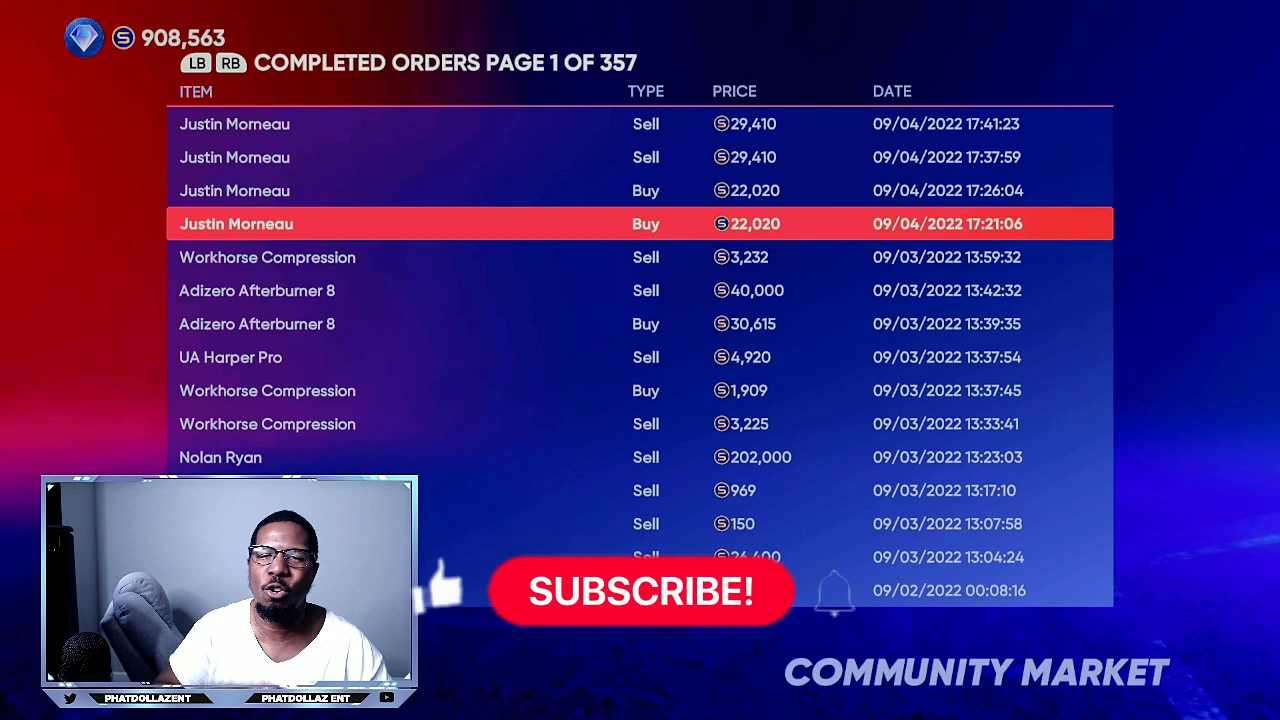 908,563
LB RB COMPLETED ORDERS PAGE 1 OF 357
ITEM TYPE PRICE DATE
Justin Morneau Sell 29,410 09/04/2022 17:41:23
Justin Morneau Sell 29,410 09/04/2022 17:37:59
Justin Morneau Buy 22,020 09/04/2022 17:26:04
Justin Morneau Buy 22,020 09/04/2022 17:21:06
Workhorse Compression Sell 3,232 09/03/2022 13:59:32
Adizero Afterburner 8 Sell 40,000 09/03/2022 13:42:32
Adizero Afterburner 8 Buy 30,615 09/03/2022 13:39:35
UA Harper Pro Sell 4,920 09/03/2022 13:37:54
Workhorse Compression Buy 1,909 09/03/2022 13:37:45
Workhorse Compression Sell 3,225 09/03/2022 13:33:41
Nolan Ryan Sell 202,000 09/03/2022 13:23:03
Sell 969 09/03/2022 13:17:10
Sell 150 09/03/2022 13:07:58
Sell 09/03/2022 13:04:24
09/02/2022 00:08:16
SUBSCRIBE!
COMMUNITY MARKET
PHATDOLLAZENT PHATDOLLAZ ENT